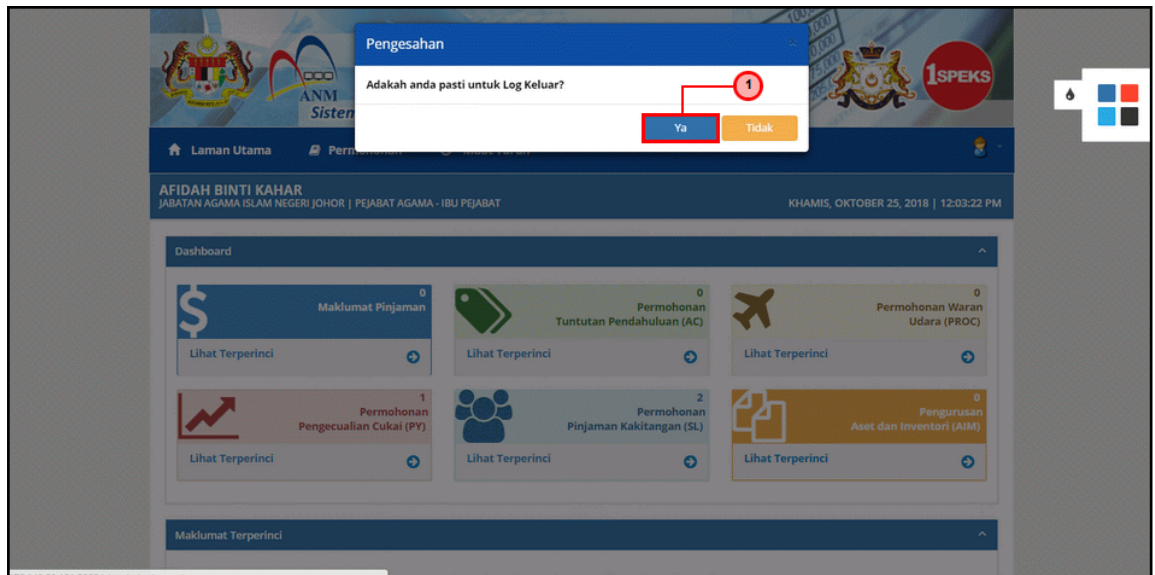 Pengesahan
Adakah anda pasti untuk Log Keluar?
1
Ya
Tidak
ANM
Sistem
1SPEKS
Laman Utama
AFIDAH BINTI KAHAR
JABATAN AGAMA ISLAM NEGERI JOHOR | PEJABAT AGAMA - IBU PEJABAT
KHAMIS, OKTOBER 25, 2018 | 12:03:22 PM
Dashboard
0
Maklumat Pinjaman
Lihat Terperinci
0
Permohonan
Tuntutan Pendahuluan (AC)
Lihat Terperinci
0
Permohonan Waran
Udara (PROC)
Lihat Terperinci
1
Permohonan
Pengecualian Cukai (PY)
Lihat Terperinci
2
Permohonan
Pinjaman Kakitangan (SL)
Lihat Terperinci
0
Pengurusan
Aset dan Inventori (AIM)
Lihat Terperinci
Maklumat Terperinci